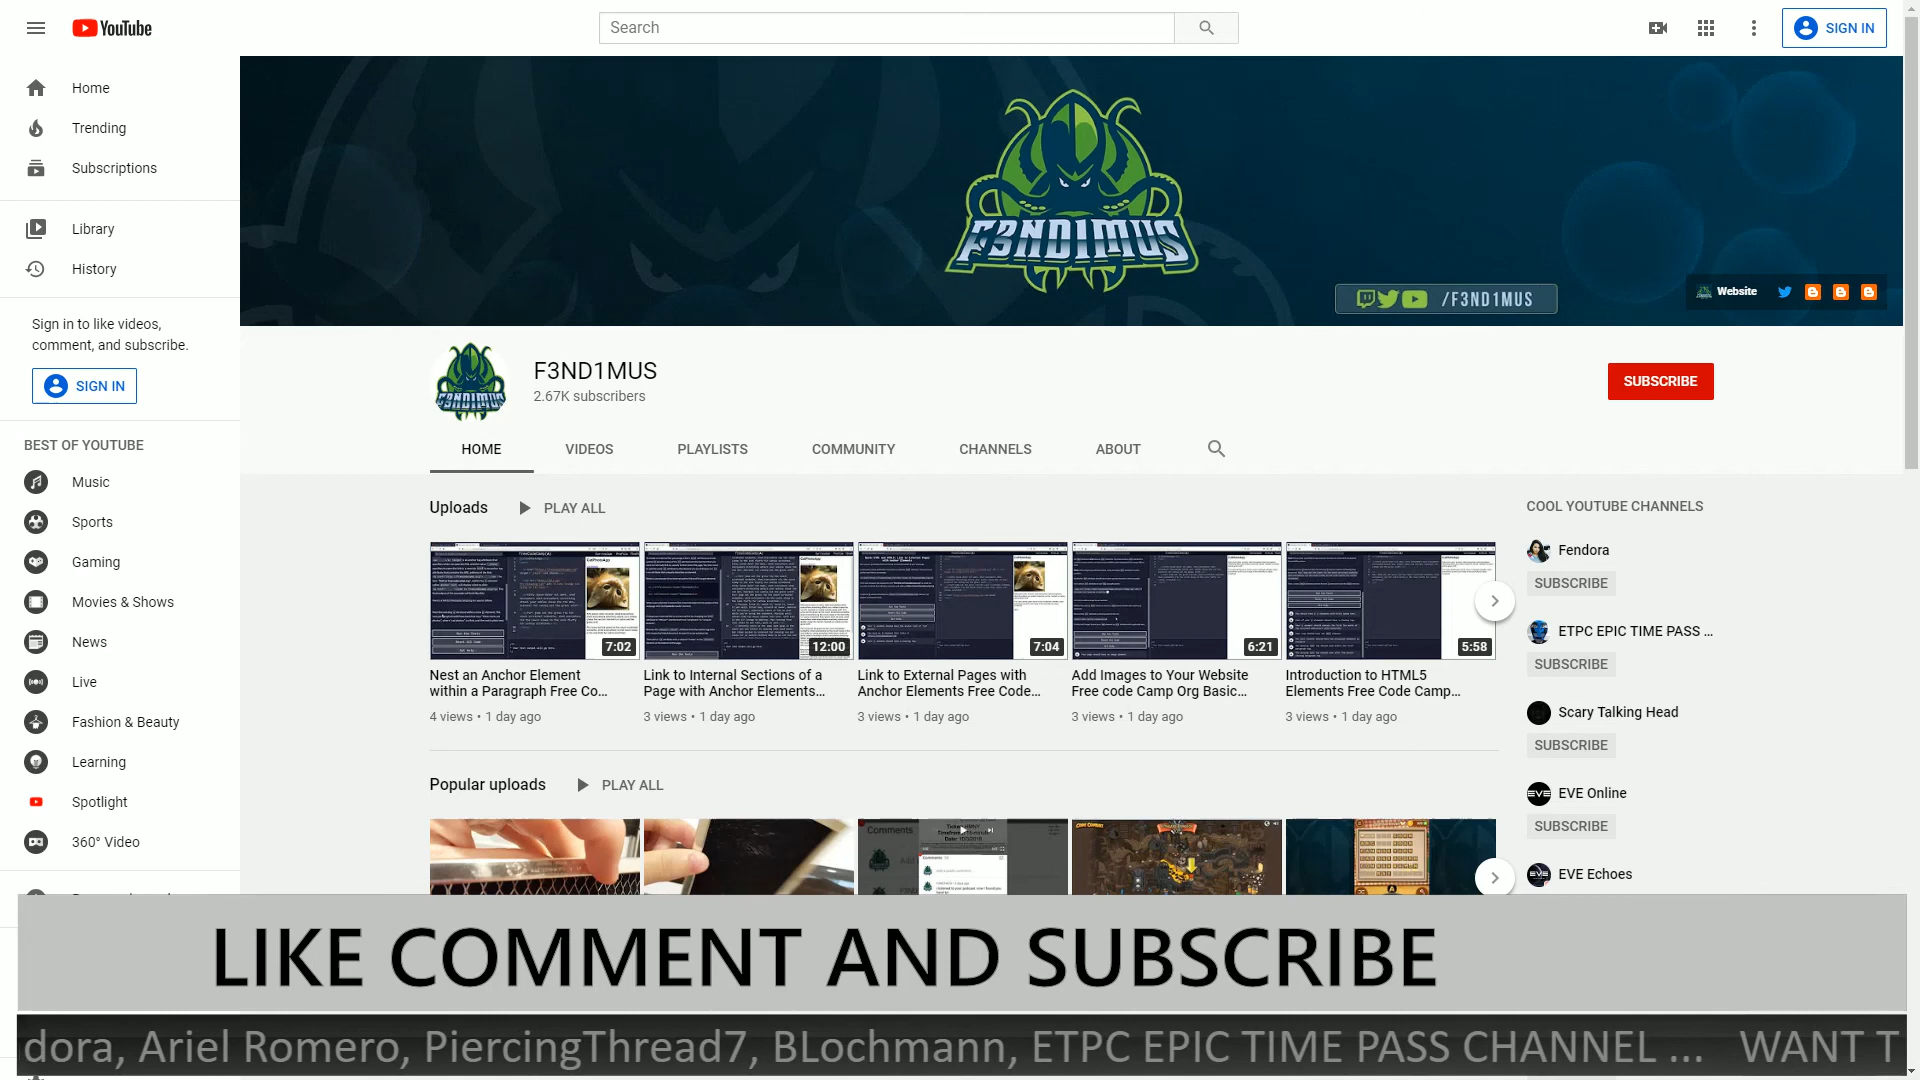 YouTube
Search
SIGN IN
Home
Trending
Subscriptions
Library
History
Sign in to like videos,
comment, and subscribe.
SIGN IN
BEST OF YOUTUBE
Music
Sports
Gaming
Movies & Shows
News
Live
Fashion & Beauty
Learning
Spotlight
360° Video
F3ND1MUS
/F3ND1MUS
Website
F3ND1MUS
2.67K subscribers
SUBSCRIBE
HOME
VIDEOS
PLAYLISTS
COMMUNITY
CHANNELS
ABOUT
Uploads
PLAY ALL
7:02
Nest an Anchor Element
within a Paragraph Free Co...
4 views • 1 day ago
12:00
Link to Internal Sections of a
Page with Anchor Elements...
3 views • 1 day ago
7:04
Link to External Pages with
Anchor Elements Free Code...
3 views • 1 day ago
6:21
Add Images to Your Website
Free code Camp Org Basic...
3 views • 1 day ago
5:58
Introduction to HTML5
Elements Free Code Camp...
3 views • 1 day ago
Popular uploads
PLAY ALL
Comments
COOL YOUTUBE CHANNELS
Fendora
SUBSCRIBE
ETPC EPIC TIME PASS ...
SUBSCRIBE
Scary Talking Head
SUBSCRIBE
EVE Online
SUBSCRIBE
EVE Echoes
LIKE COMMENT AND SUBSCRIBE
dora, Ariel Romero, PiercingThread7, BLochmann, ETPC EPIC TIME PASS CHANNEL ... WANT T